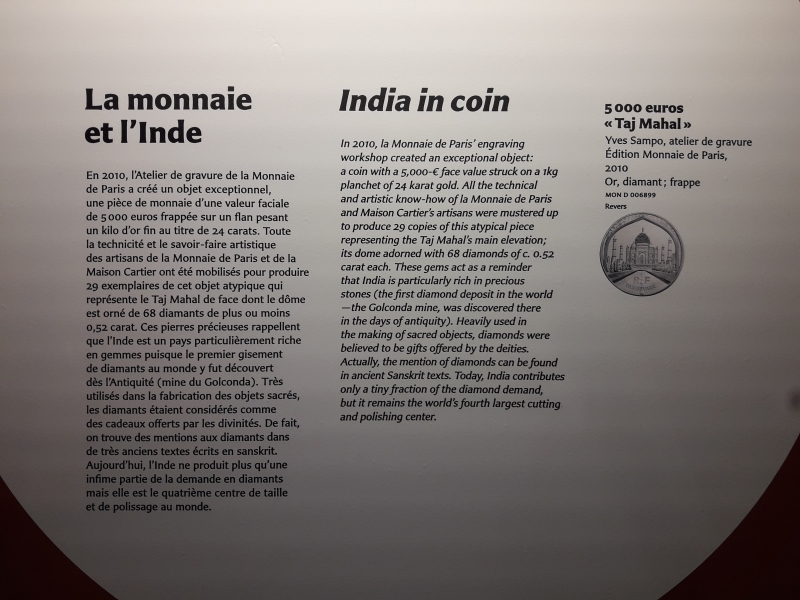 La monnaie
et l'Inde
En 2010, l'Atelier de gravure de la Monnaie
de Paris a créé un objet exceptionnel,
une pièce de monnaie d'une valeur faciale
de 5 000 euros frappée sur un flan pesant
un kilo d'or fin au titre de 24 carats. Toute
la technicité et le savoir-faire artistique
des artisans de la Monnaie de Paris et de la
Maison Cartier ont été mobilisés pour produire
29 exemplaires de cet objet atypique qui
représente le Taj Mahal de face dont le dôme
est orné de 68 diamants de plus ou moins
0,52 carat. Ces pierres précieuses rappellent
que l'Inde est un pays particulièrement riche
en gemmes puisque le premier gisement
de diamants au monde y fut découvert
dès l'Antiquité (mine du Golconda). Très
utilisés dans la fabrication des objets sacrés,
les diamants étaient considérés comme
des cadeaux offerts par les divinités. De fait,
on trouve des mentions aux diamants dans
de très anciens textes écrits en sanskrit.
Aujourd'hui, l'Inde ne produit plus qu'une
infime partie de la demande en diamants
mais elle est le quatrième centre de taille
et de polissage au monde.
India in coin
In 2010, la Monnaie de Paris' engraving
workshop created an exceptional object:
a coin with a 5,000-€ face value struck on a 1kg
planchet of 24 karat gold. All the technical
and artistic know-how of la Monnaie de Paris
and Maison Cartier's artisans were mustered up
to produce 29 copies of this atypical piece
representing the Taj Mahal's main elevation;
its dome adorned with 68 diamonds of c. 0.52
carat each. These gems act as a reminder
that India is particularly rich in precious
stones (the first diamond deposit in the world
—the Golconda mine, was discovered there
in the days of antiquity). Heavily used in
the making of sacred objects, diamonds were
believed to be gifts offered by the deities.
Actually, the mention of diamonds can be found
in ancient Sanskrit texts. Today, India contributes
only a tiny fraction of the diamond demand,
but it remains the world's fourth largest cutting
and polishing center.
5 000 euros
« Taj Mahal »
Yves Sampo, atelier de gravure
Édition Monnaie de Paris,
2010
Or, diamant ; frappe
MON D 006899
Revers